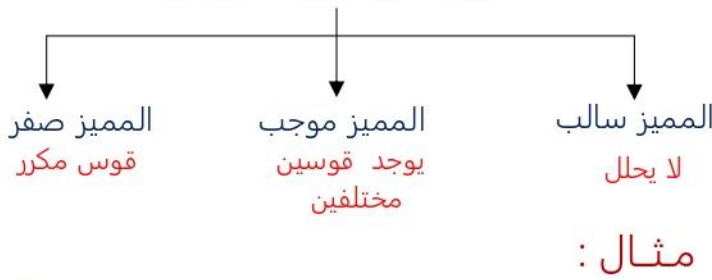 المميز سالب
لا يحلل
المميز موجب
يوجد قوسين
مختلفين
المميز صفر
قوس مكرر
مثـال :